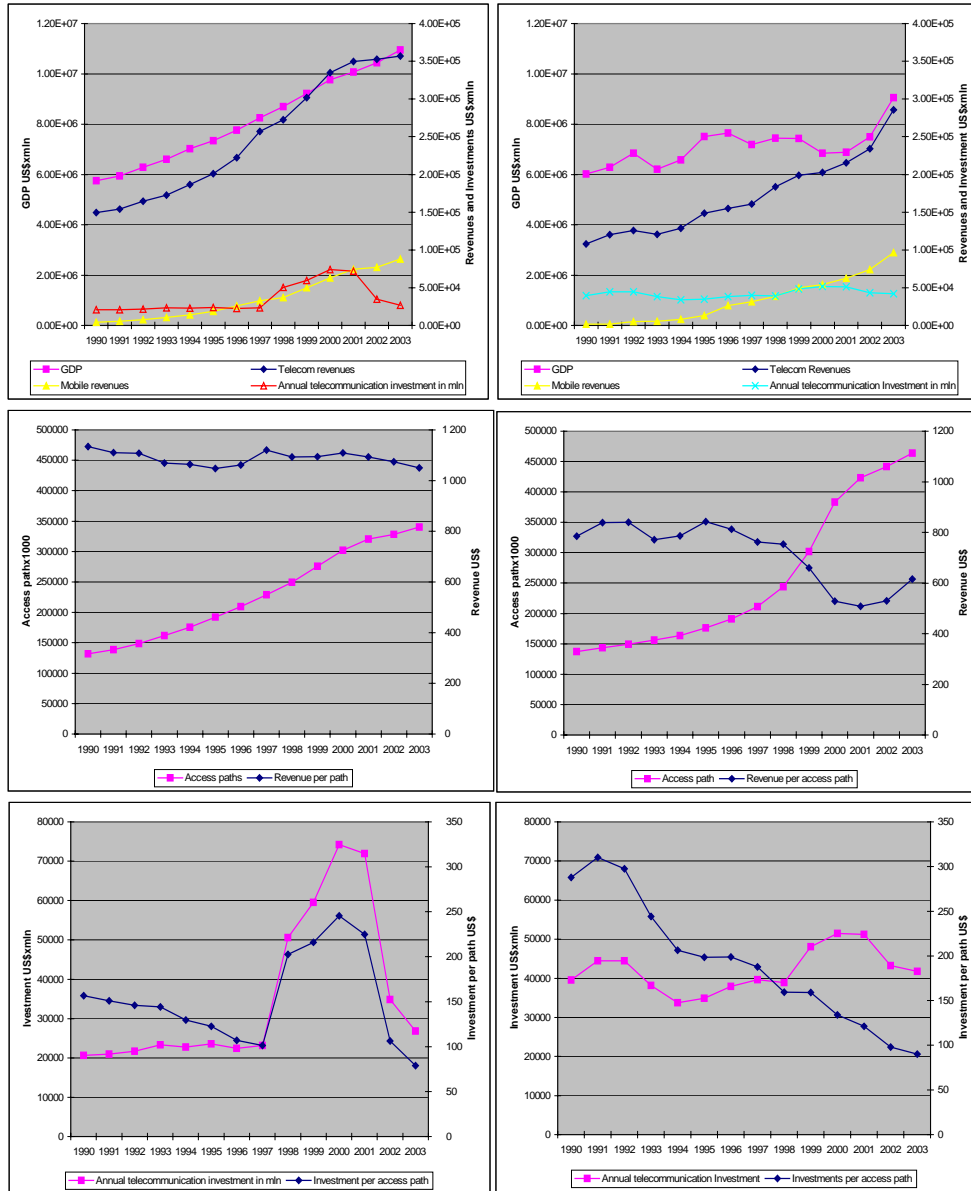 1.20E+07 1.00E+07 8.00E+06 6.00E+06 4.00E+06 2.00E+06 0.00E+00
GDP US$xmln
4.00E+05 3.50E+05 3.00E+05 2.50E+05 2.00E+05 1.50E+05 1.00E+05 5.00E+04 0.00E+00
Revenues and Investments US$xmln
1990 1991 1992 1993 1994 1995 1996 1997 1998 1999 2000 2001 2002 2003
GDP Telecom revenues
Mobile revenues Annual telecommunication investment in mln
1.20E+07 1.00E+07 8.00E+06 6.00E+06 4.00E+06 2.00E+06 0.00E+00
GDP US$xmln
4.00E+05 3.50E+05 3.00E+05 2.50E+05 2.00E+05 1.50E+05 1.00E+05 5.00E+04 0.00E+00
Revenues and Investments US$xmln
1990 1991 1992 1993 1994 1995 1996 1997 1998 1999 2000 2001 2002 2003
GDP Telecom Revenues
Mobile revenues Annual telecommunication Investment in mln
500000 450000 400000 350000 300000 250000 200000 150000 100000 50000 0
Access pathx1000
1200 1000 800 600 400 200 0
Revenue US$
1990 1991 1992 1993 1994 1995 1996 1997 1998 1999 2000 2001 2002 2003
Access paths Revenue per path
500000 450000 400000 350000 300000 250000 200000 150000 100000 50000 0
Access pathx1000
1200 1000 800 600 400 200 0
Revenue US$
1990 1991 1992 1993 1994 1995 1996 1997 1998 1999 2000 2001 2002 2003
Access path Revenue per access path
80000 70000 60000 50000 40000 30000 20000 10000 0
Ivestment US$xmln
350 300 250 200 150 100 50 0
Investment per path US$
1990 1991 1992 1993 1994 1995 1996 1997 1998 1999 2000 2001 2002 2003
Annual telecommunication investment in mln Investment per access path
80000 70000 60000 50000 40000 30000 20000 10000 0
Investment US$xmln
350 300 250 200 150 100 50 0
Investment per path US$
1990 1991 1992 1993 1994 1995 1996 1997 1998 1999 2000 2001 2002 2003
Annual telecommunication Investment Investments per access path